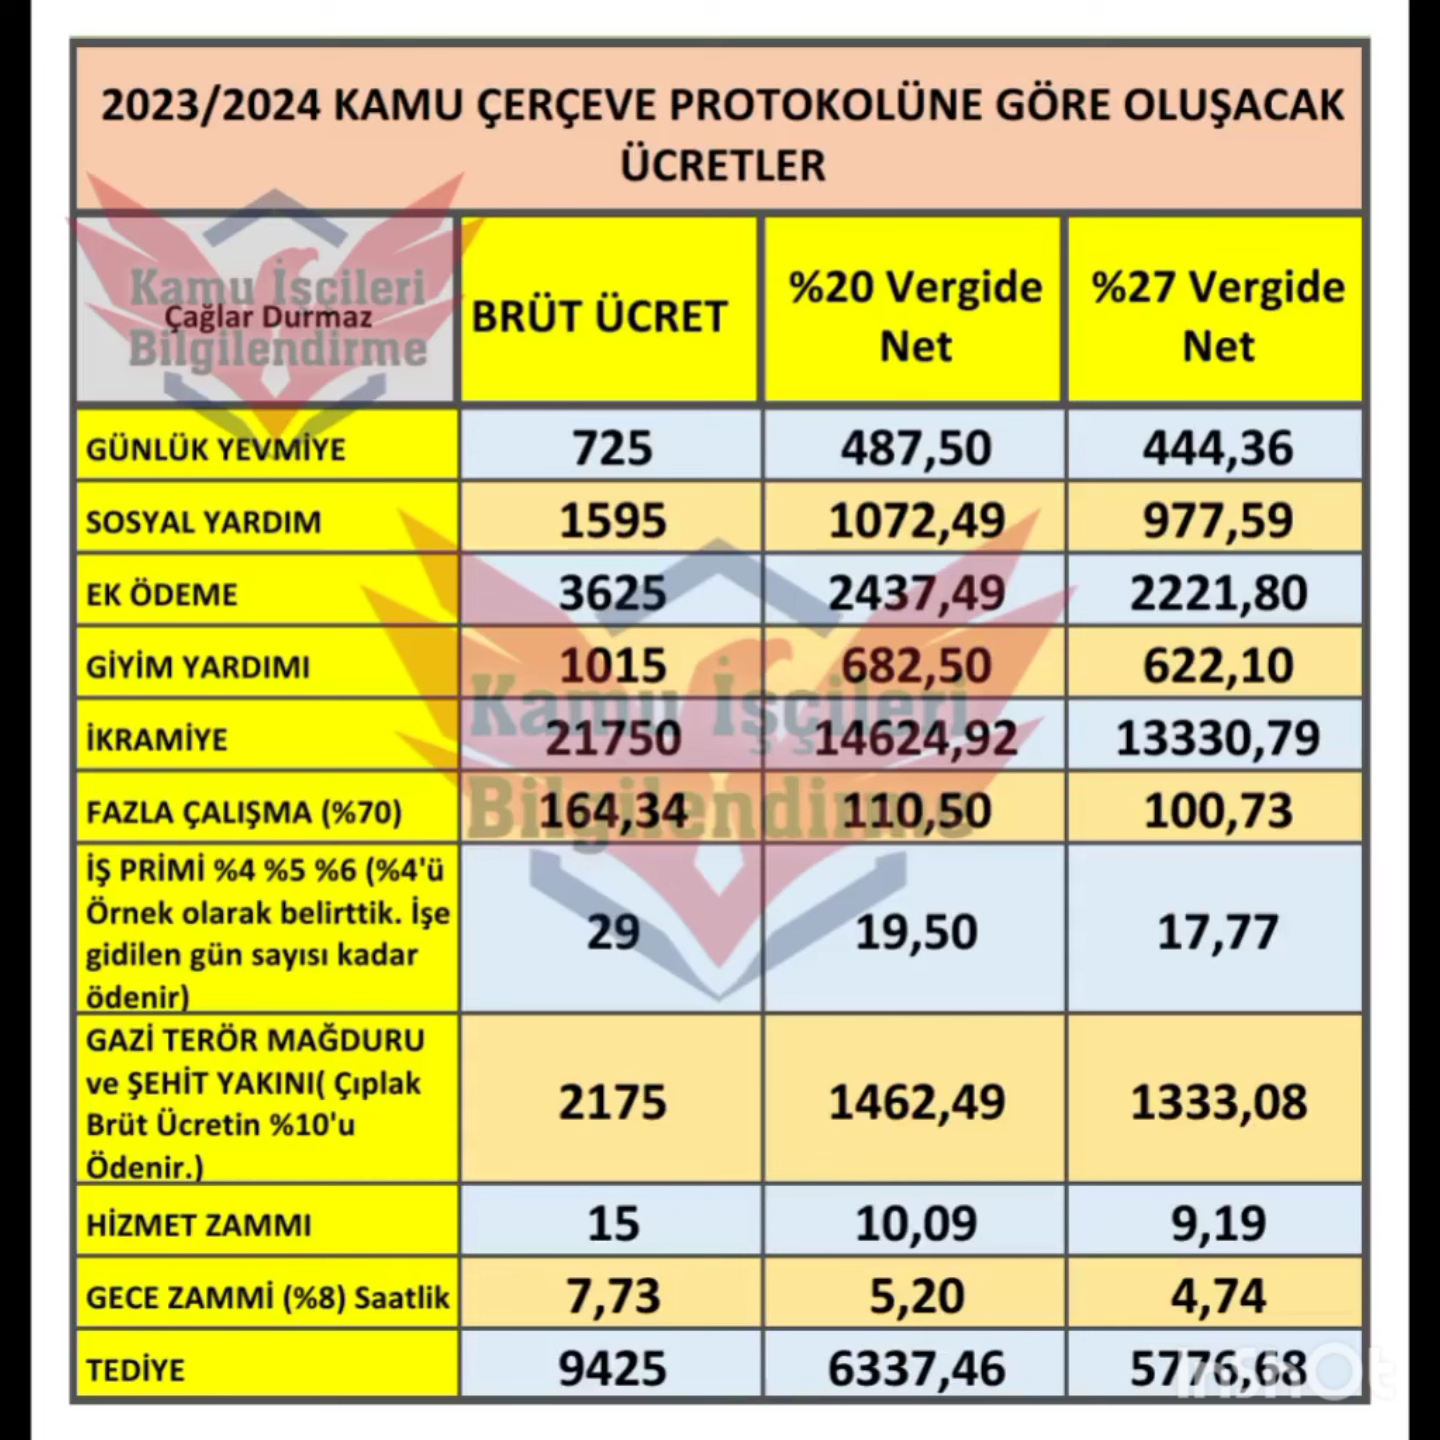 2023/2024 KAMU ÇERÇEVE PROTOKOLÜNE GÖRE OLUŞACAK
ÜCRETLER
Kamu İşçileri
Çağlar Durmaz
Bilgilendirme
BRÜT ÜCRET
%20 Vergide
Net
%27 Vergide
Net
GÜNLÜK YEVMİYE 725 487,50 444,36
SOSYAL YARDIM 1595 1072,49 977,59
EK ÖDEME 3625 2437,49 2221,80
GİYİM YARDIMI 1015 682,50 622,10
Kamu İşçileri
İKRAMİYE 21750 14624,92 13330,79
FAZLA ÇALIŞMA (%70) 164,34 110,50 100,73
Bilgilendirme
İŞ PRİMİ %4 %5 %6 (%4'ü
Örnek olarak belirttik. İşe
gidilen gün sayısı kadar
ödenir)
29 19,50 17,77
GAZİ TERÖR MAĞDURU
ve ŞEHİT YAKINI( Çıplak
Brüt Ücretin %10'u
Ödenir.)
2175 1462,49 1333,08
HİZMET ZAMMI 15 10,09 9,19
GECE ZAMMİ (%8) Saatlik 7,73 5,20 4,74
TEDİYE 9425 6337,46 5776,68
InShOt